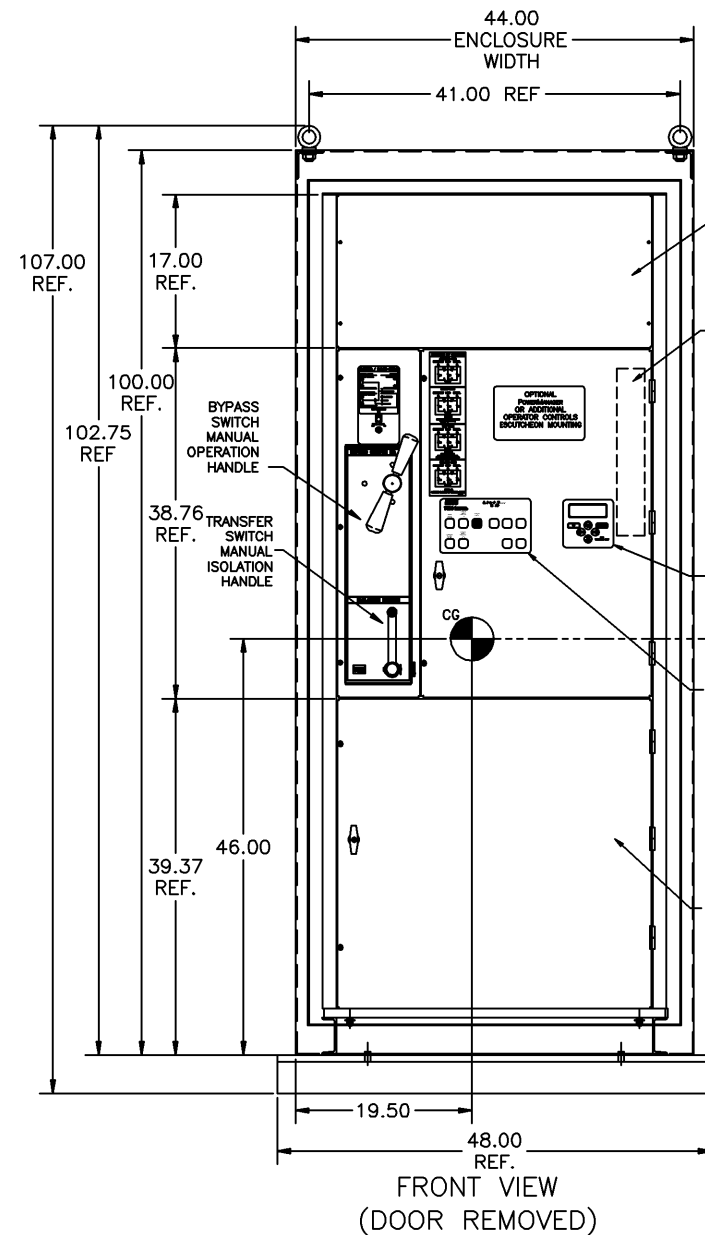 44.00
ENCLOSURE
WIDTH
41.00 REF
107.00
REF.
17.00
REF.
100.00
REF.
102.75
REF
BYPASS
SWITCH
MANUAL
OPERATION
HANDLE
OPTIONAL
POWERMANAGER
OR ADDITIONAL
OPERATOR CONTROLS
ESCUTCHEON MOUNTING
38.76
REF.
TRANSFER
SWITCH
MANUAL
ISOLATION
HANDLE
CG
46.00
39.37
REF.
19.50
48.00
REF.
FRONT VIEW
(DOOR REMOVED)